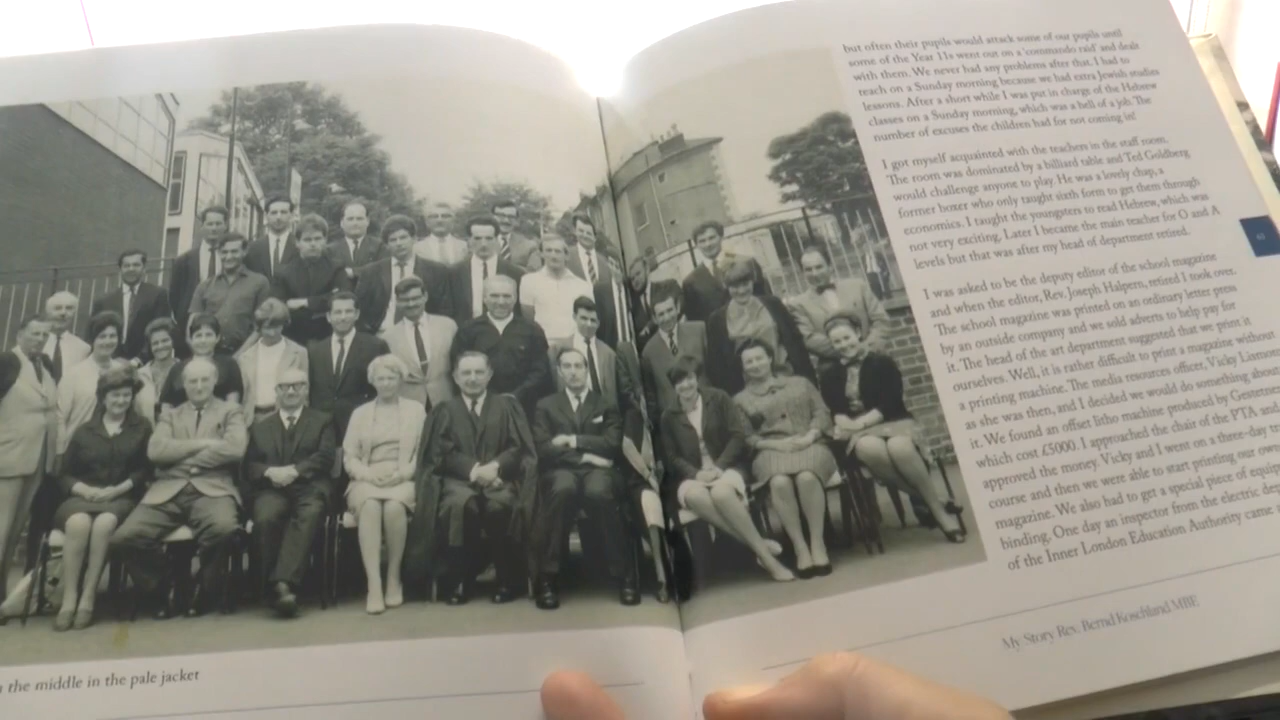 but often their pupils would attack some of our pupils until
some of the Year 11s went out on a 'commando raid' and dealt
with them. We never had any problems after that. I had to
teach on a Sunday morning because we had extra Jewish studies
lessons. After a short while I was put in charge of the Hebrew
classes on a Sunday morning, which was a hell of a job. The
number of excuses the children had for not coming in!
I got myself acquainted with the teachers in the staff room.
The room was dominated by a billiard table and Ted Goldberg
would challenge anyone to play. He was a lovely chap, a
former boxer who only taught sixth form to get them through
economics. I taught the youngsters to read Hebrew, which was
not very exciting. Later I became the main teacher for O and A
levels but that was after my head of department retired.
I was asked to be the deputy editor of the school magazine
and when the editor, Rev. Joseph Halpern, retired I took over.
The school magazine was printed on an ordinary letter press
by an outside company and we sold adverts to help pay for
it. The head of the art department suggested that we print it
ourselves. Well, it is rather difficult to print a magazine without
a printing machine. The media resources officer, Vicky
as she was then, and I decided we would do something about
it. We found an offset litho machine produced by Gestetner
which cost £5000. I approached the chair of the PTA and
approved the money. Vicky and I went on a three-day
course and then we were able to start printing our own
magazine. We also had to get a special piece of
binding. One day an inspector from the electric
of the Inner London Education Authority came
My Story Rev. Bernd Koschland MBE
the middle in the pale jacket